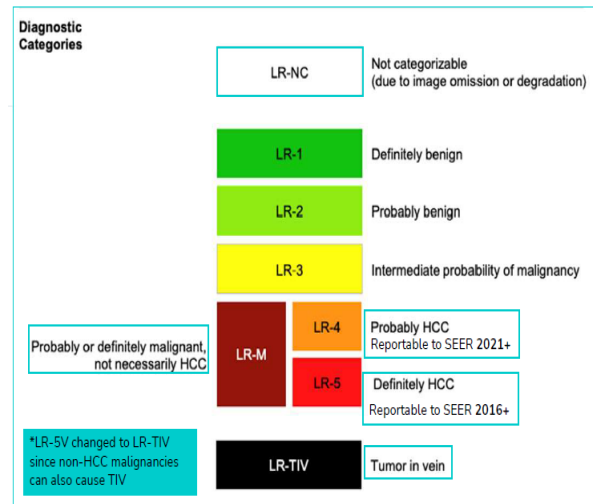 Diagnostic
Categories
LR-NC
Not categorizable
(due to image omission or degradation)
LR-1
Definitely benign
LR-2
Probably benign
LR-3
Intermediate probability of malignancy
Probably or definitely malignant,
not necessarily HCC
LR-M
LR-4
Probably HCC
Reportable to SEER 2021+
LR-5
Definitely HCC
Reportable to SEER 2016+
*LR-5V changed to LR-TIV
since non-HCC malignancies
can also cause TIV
LR-TIV
Tumor in vein